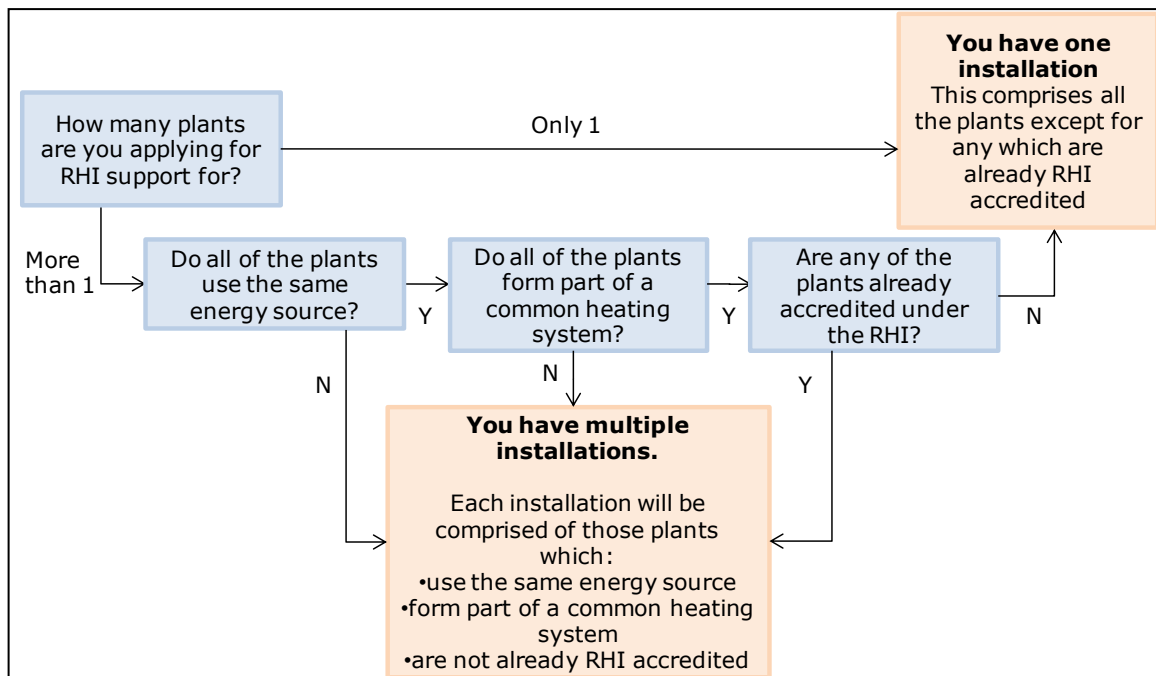 You have one
installation
This comprises all
the plants except for
any which are
already RHI
accredited
How many plants
are you applying for
RHI support for?
Only 1
More
than 1
Do all of the plants
use the same
energy source?
Y
Do all of the plants
form part of a
common heating
system?
Y
Are any of the
plants already
accredited under
the RHI?
N
N
N
Y
You have multiple
installations.
Each installation will be
comprised of those plants
which:
•use the same energy source
•form part of a common heating
system
•are not already RHI accredited